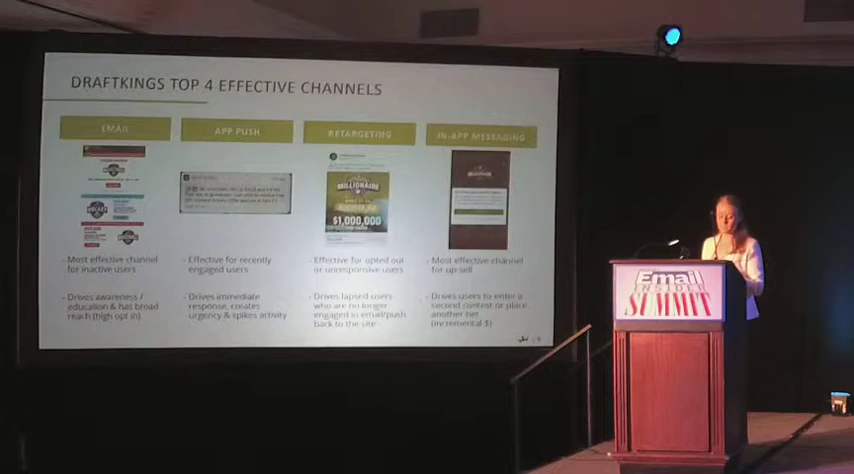 DRAFTKINGS TOP 4 EFFECTIVE CHANNELS
EMAIL
APP PUSH
RETARGETING
IN-APP MESSAGING
MILLIONAIRE
$1,000,000
- Most effective channel
for inactive users
- Drives awareness /
education & has broad
reach (high opt in)
- Effective for recently
engaged users
- Drives immediate
response, creates
urgency & spikes activity
- Effective for opted out
or unresponsive users
- Drives lapsed users
who are no longer
engaged in email/push
back to the site
- Most effective channel
for up-sell
- Drives users to enter a
second contest or place
another bet
(incremental $)
Email
INSIDER
SUMMIT